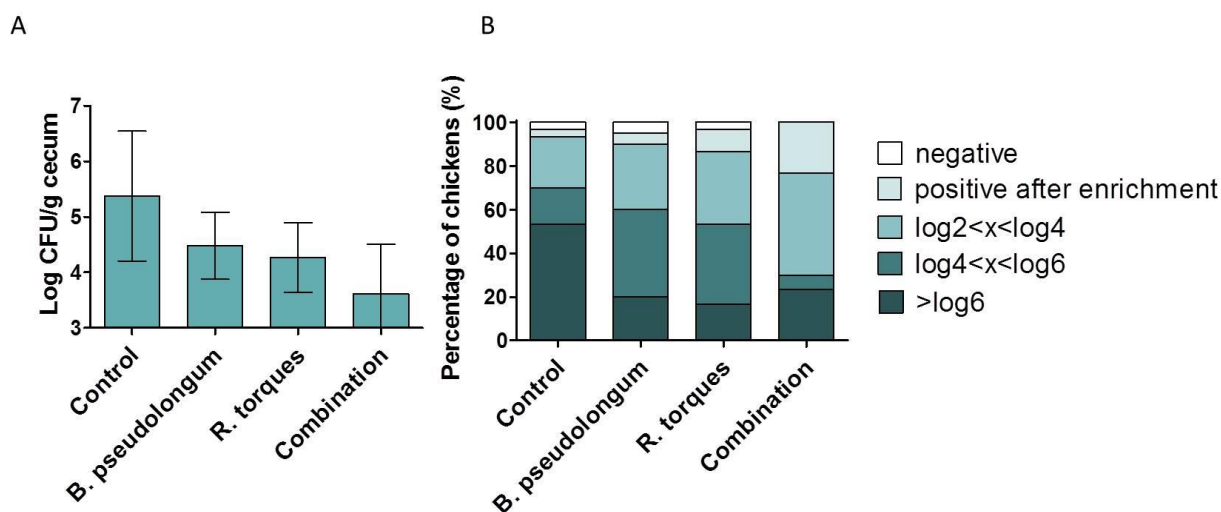 A
B
Log CFU/g cecum
7
6
5
4
3
Control
B. pseudolongum
R. torques
Combination
Percentage of chickens (%)
100
80
60
40
20
0
Control
B. pseudolongum
R. torques
Combination
negative
positive after enrichment
log2<x<log4
log4<x<log6
>log6